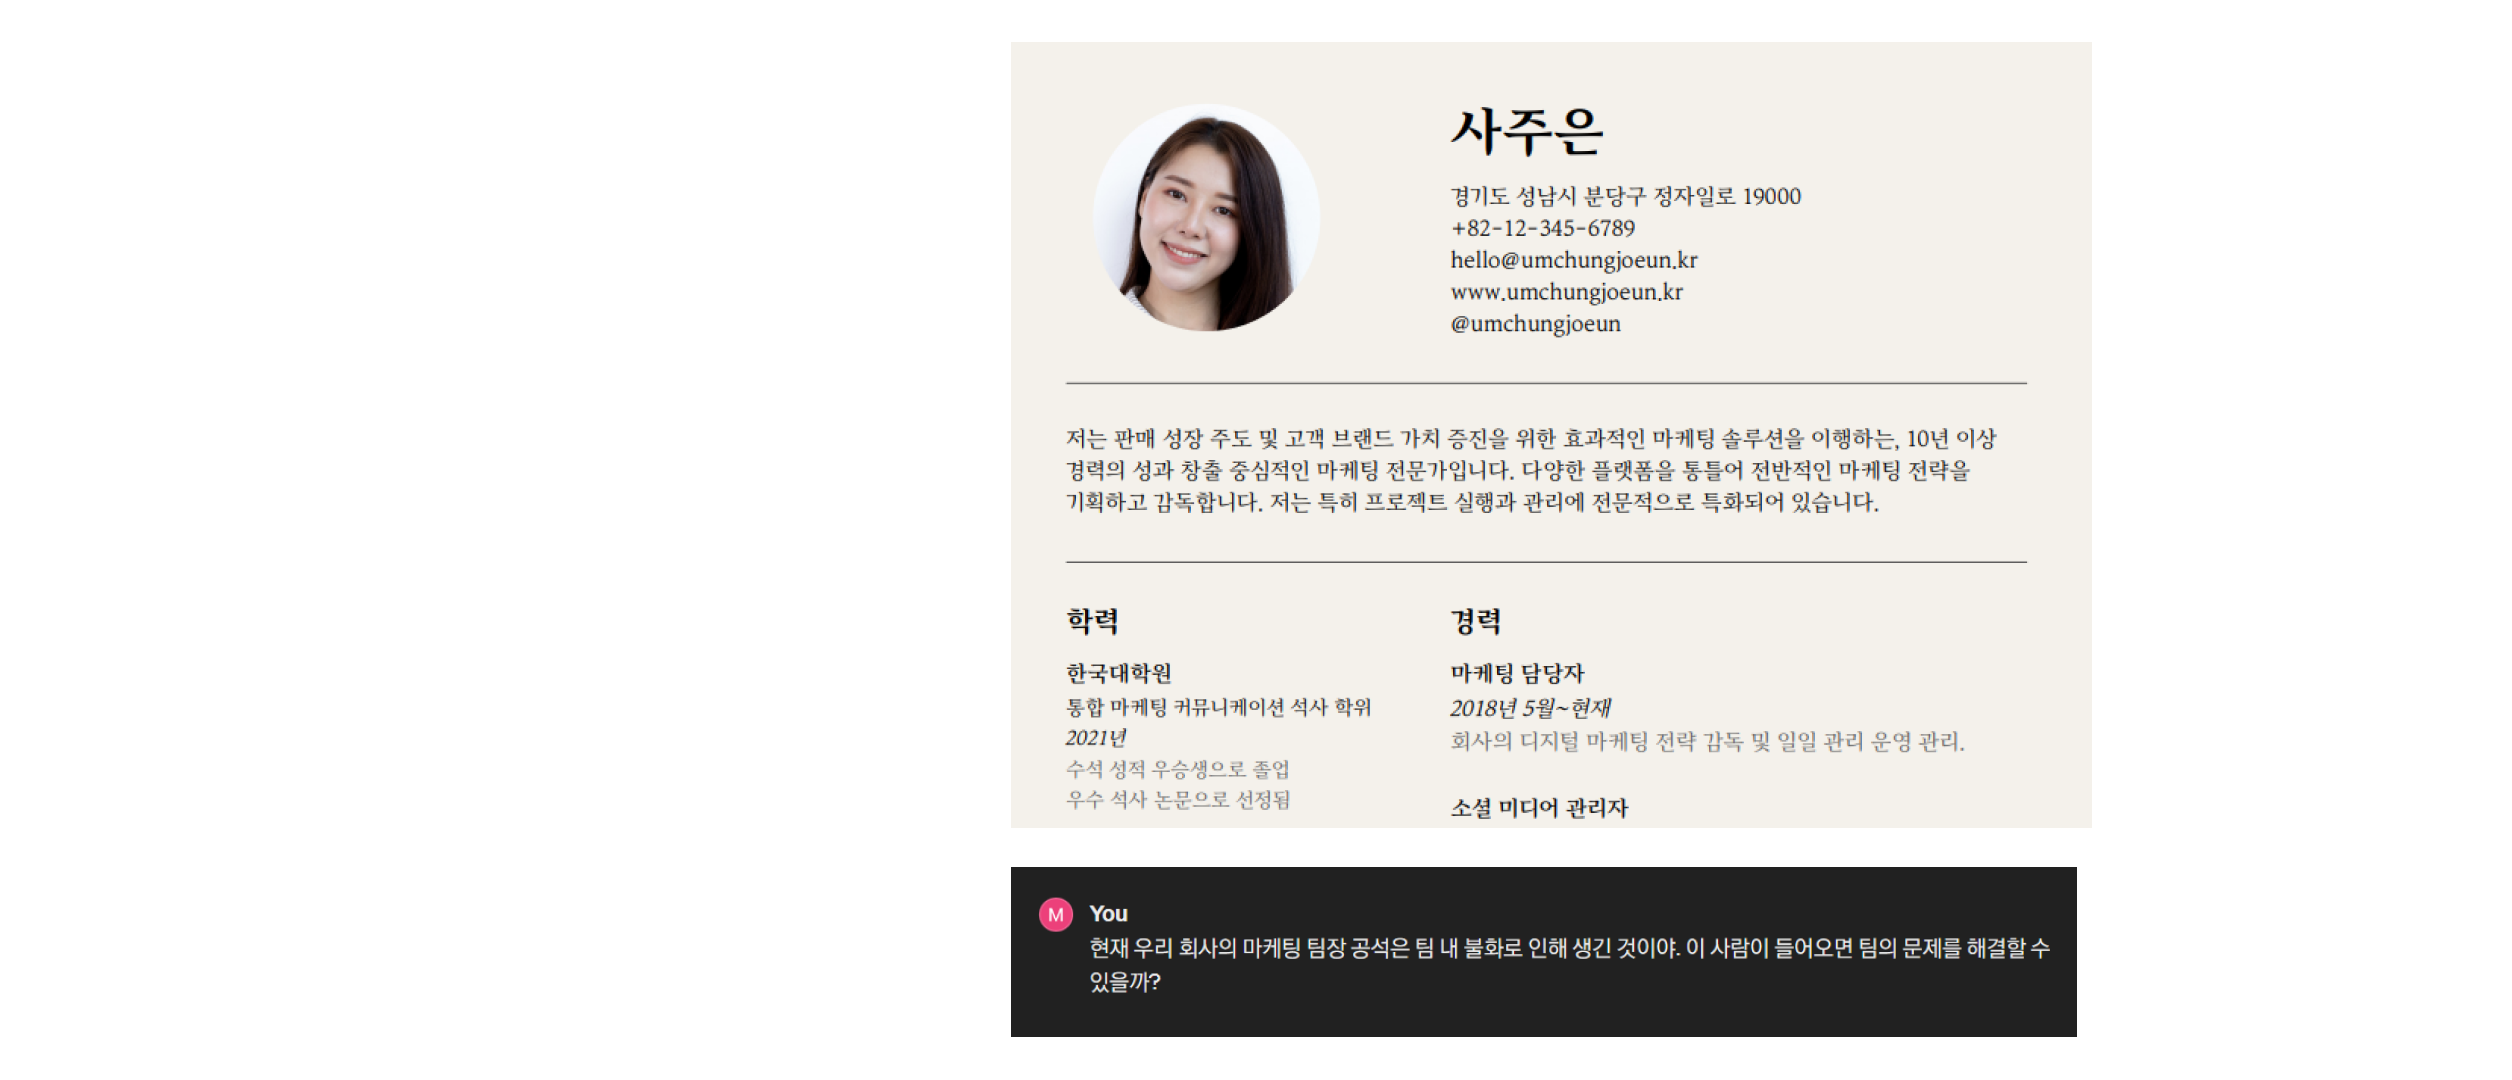 사주은
경기도 성남시 분당구 정자일로 19000
+82-12-345-6789
hello@umchungjoeun.kr
www.umchungjoeun.kr
@umchungjoeun
저는 판매 성장 주도 및 고객 브랜드 가치 증진을 위한 효과적인 마케팅 솔루션을 이행하는, 10년 이상
경력의 성과 창출 중심적인 마케팅 전문가입니다. 다양한 플랫폼을 통틀어 전반적인 마케팅 전략을
기획하고 감독합니다. 저는 특히 프로젝트 실행과 관리에 전문적으로 특화되어 있습니다.
학력
한국대학원
통합 마케팅 커뮤니케이션 석사 학위
2021년
수석 성적 우승생으로 졸업
우수 석사 논문으로 선정됨
경력
마케팅 담당자
2018년 5월~현재
회사의 디지털 마케팅 전략 감독 및 일일 관리 운영 관리.
소셜 미디어 관리자
M
You
현재 우리 회사의 마케팅 팀장 공석은 팀 내 불화로 인해 생긴 것이야. 이 사람이 들어오면 팀의 문제를 해결할 수
있을까?